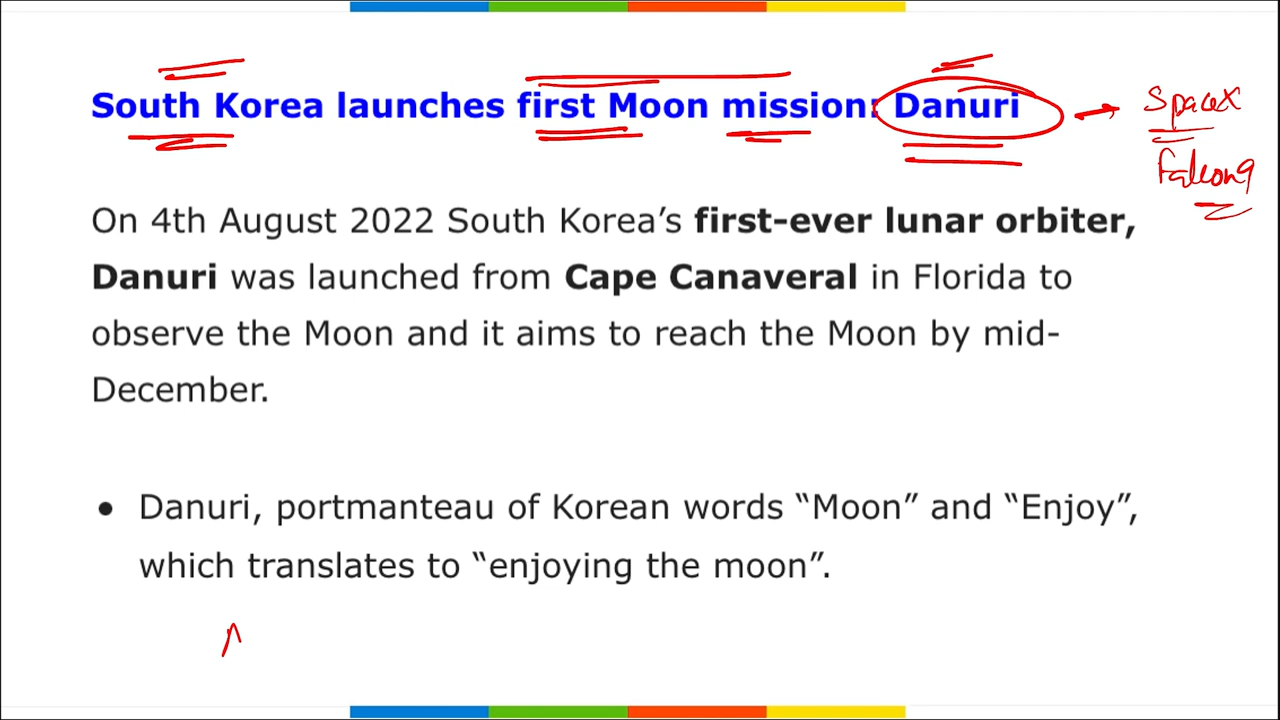 South Korea launches first Moon mission: Danuri
SpaceX
Falcon 9
On 4th August 2022 South Korea’s first-ever lunar orbiter,
Danuri was launched from Cape Canaveral in Florida to
observe the Moon and it aims to reach the Moon by mid-
December.
● Danuri, portmanteau of Korean words “Moon” and “Enjoy”,
which translates to “enjoying the moon”.